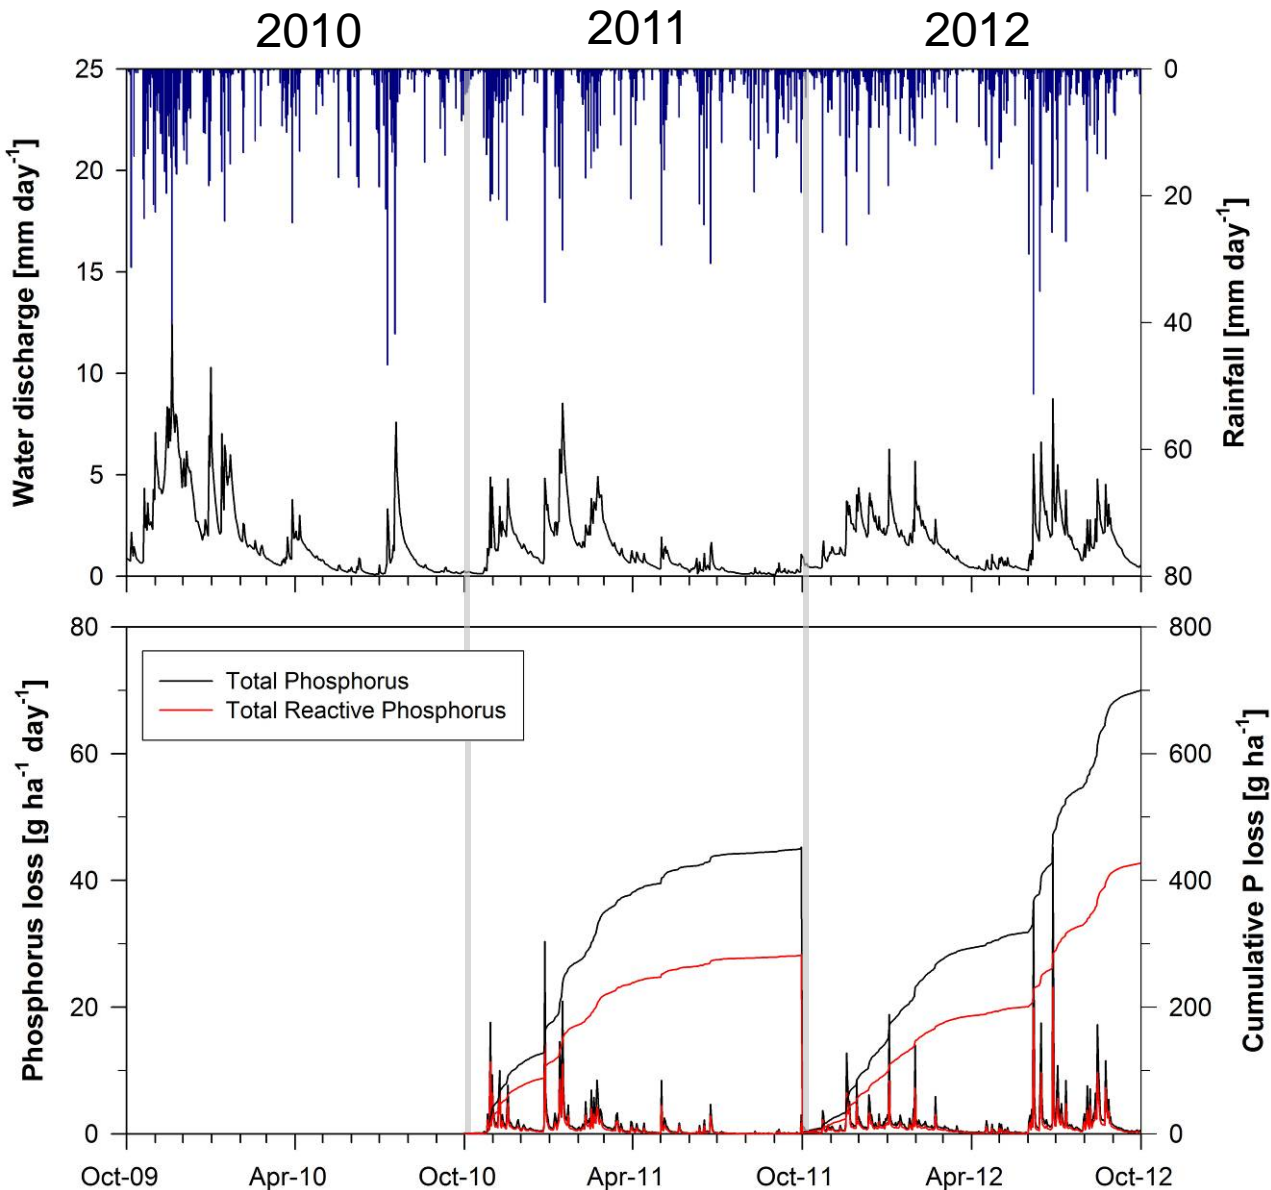 2010 2011 2012
25
20
15
10
5
0
Water discharge [mm day⁻¹]
0
20
40
60
80
Rainfall [mm day⁻¹]
80
60
40
20
0
Phosphorus loss [g ha⁻¹ day⁻¹]
Total Phosphorus
Total Reactive Phosphorus
800
600
400
200
0
Cumulative P loss [g ha⁻¹]
Oct-09 Apr-10 Oct-10 Apr-11 Oct-11 Apr-12 Oct-12